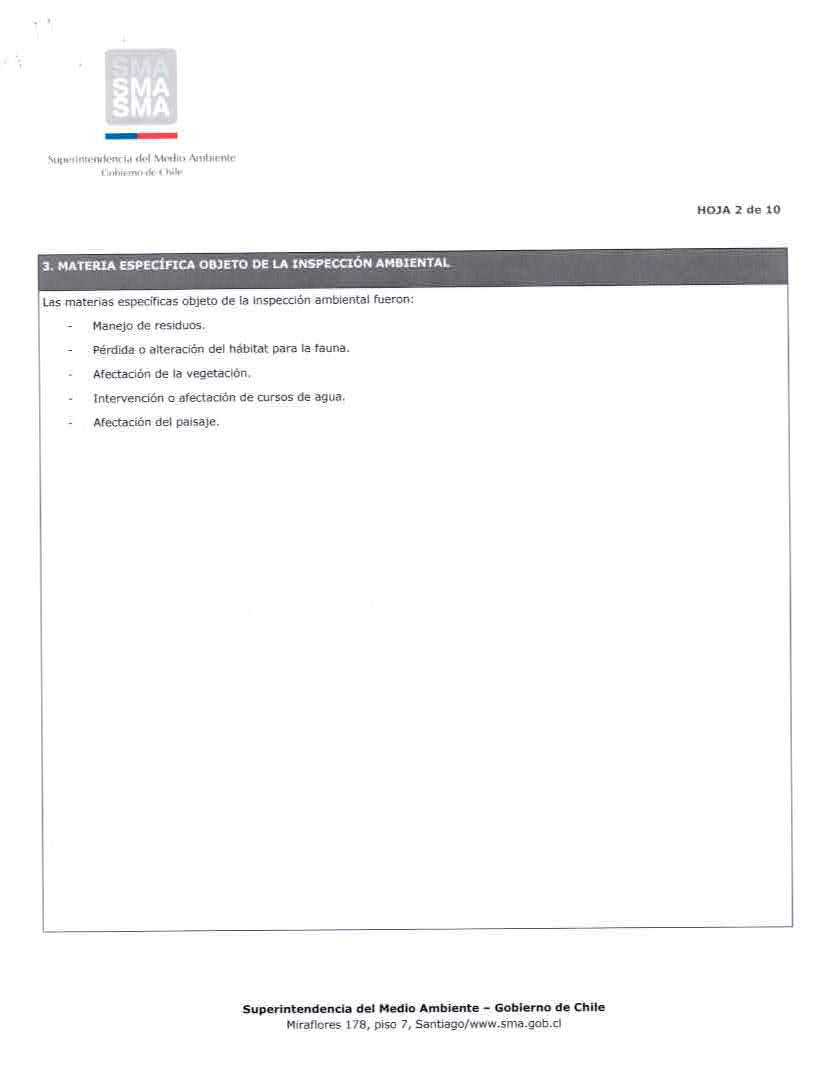 SMA
SMA
SMA
Superintendencia del Medio Ambiente
Gobierno de Chile
HOJA 2 de 10
3. MATERIA ESPECÍFICA OBJETO DE LA INSPECCIÓN AMBIENTAL
Las materias específicas objeto de la inspección ambiental fueron:
- Manejo de residuos.
- Pérdida o alteración del hábitat para la fauna.
- Afectación de la vegetación.
- Intervención o afectación de cursos de agua.
- Afectación del paisaje.
Superintendencia del Medio Ambiente – Gobierno de Chile
Miraflores 178, piso 7, Santiago/www.sma.gob.cl